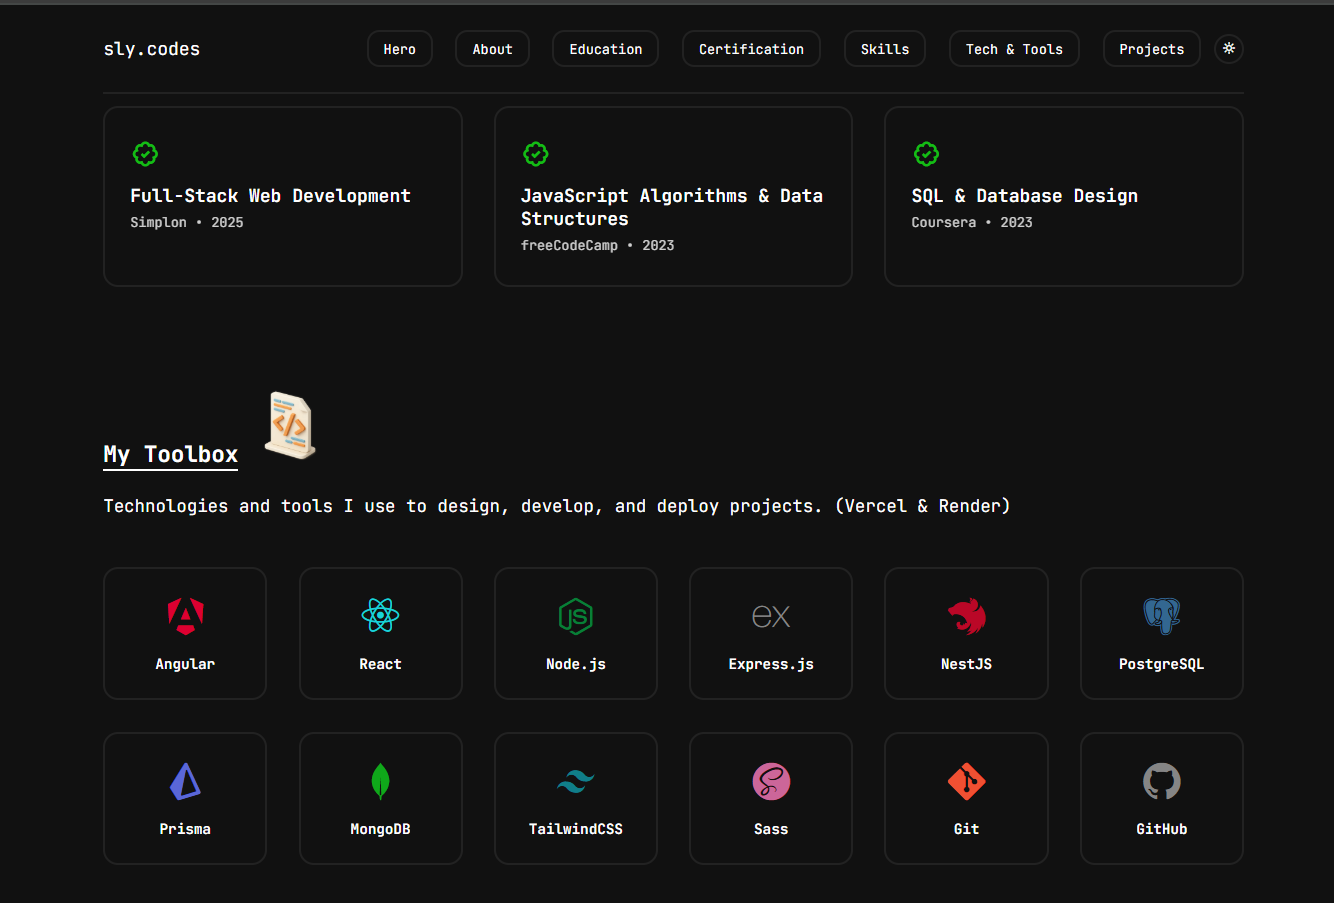 sly.codes
Hero
About
Education
Certification
Skills
Tech & Tools
Projects
Full-Stack Web Development
Simplon • 2025
JavaScript Algorithms & Data
Structures
freeCodeCamp • 2023
SQL & Database Design
Coursera • 2023
My Toolbox
</>
Technologies and tools I use to design, develop, and deploy projects. (Vercel & Render)
Angular
React
JS
Node.js
ex
Express.js
NestJS
PostgreSQL
Prisma
MongoDB
TailwindCSS
Sass
Git
GitHub